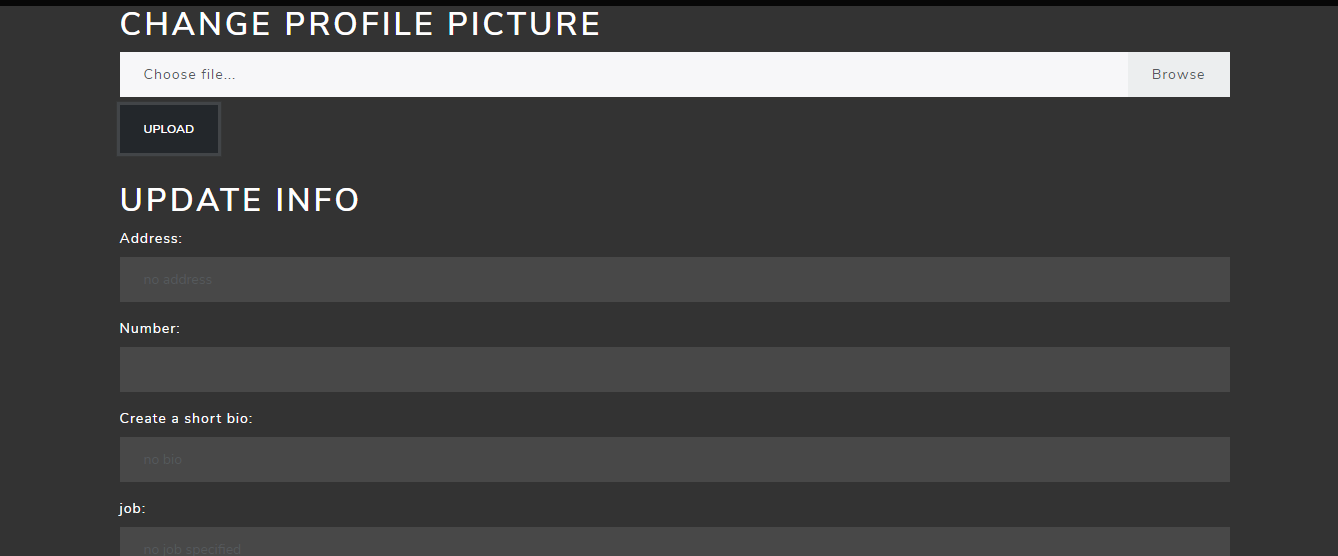 CHANGE PROFILE PICTURE
Choose file...
Browse
UPLOAD
UPDATE INFO
Address:
no address
Number:
Create a short bio:
no bio
job:
no job specified